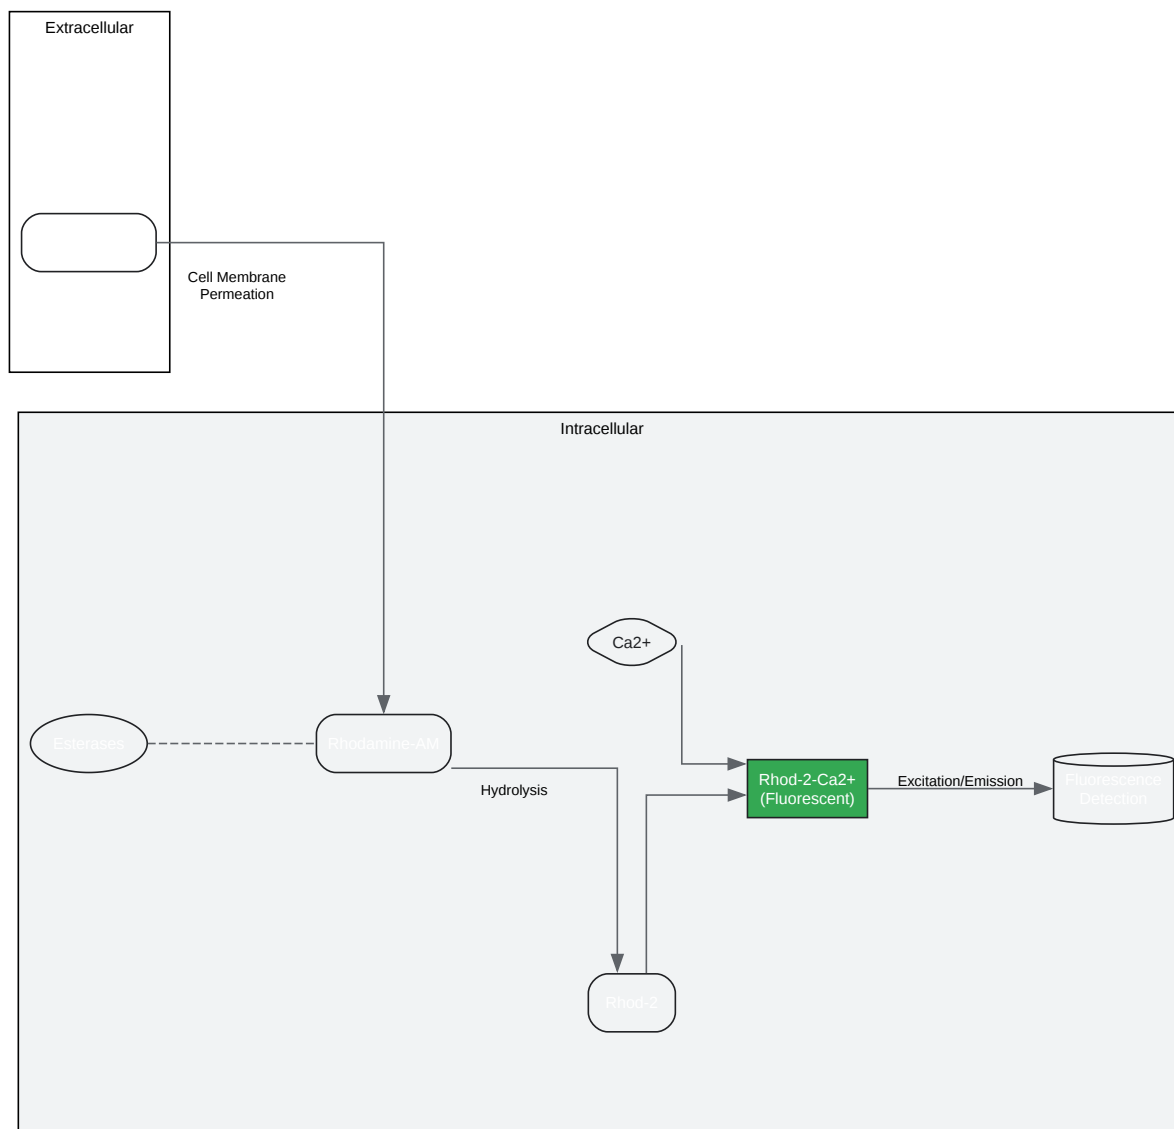 Extracellular
Cell Membrane
Permeation
Intracellular
Ca2+
Esterases
Rhodamine-AM
Hydrolysis
Rhod-2-Ca2+
(Fluorescent)
Excitation/Emission
Fluorescence
Detection
Rhod-2